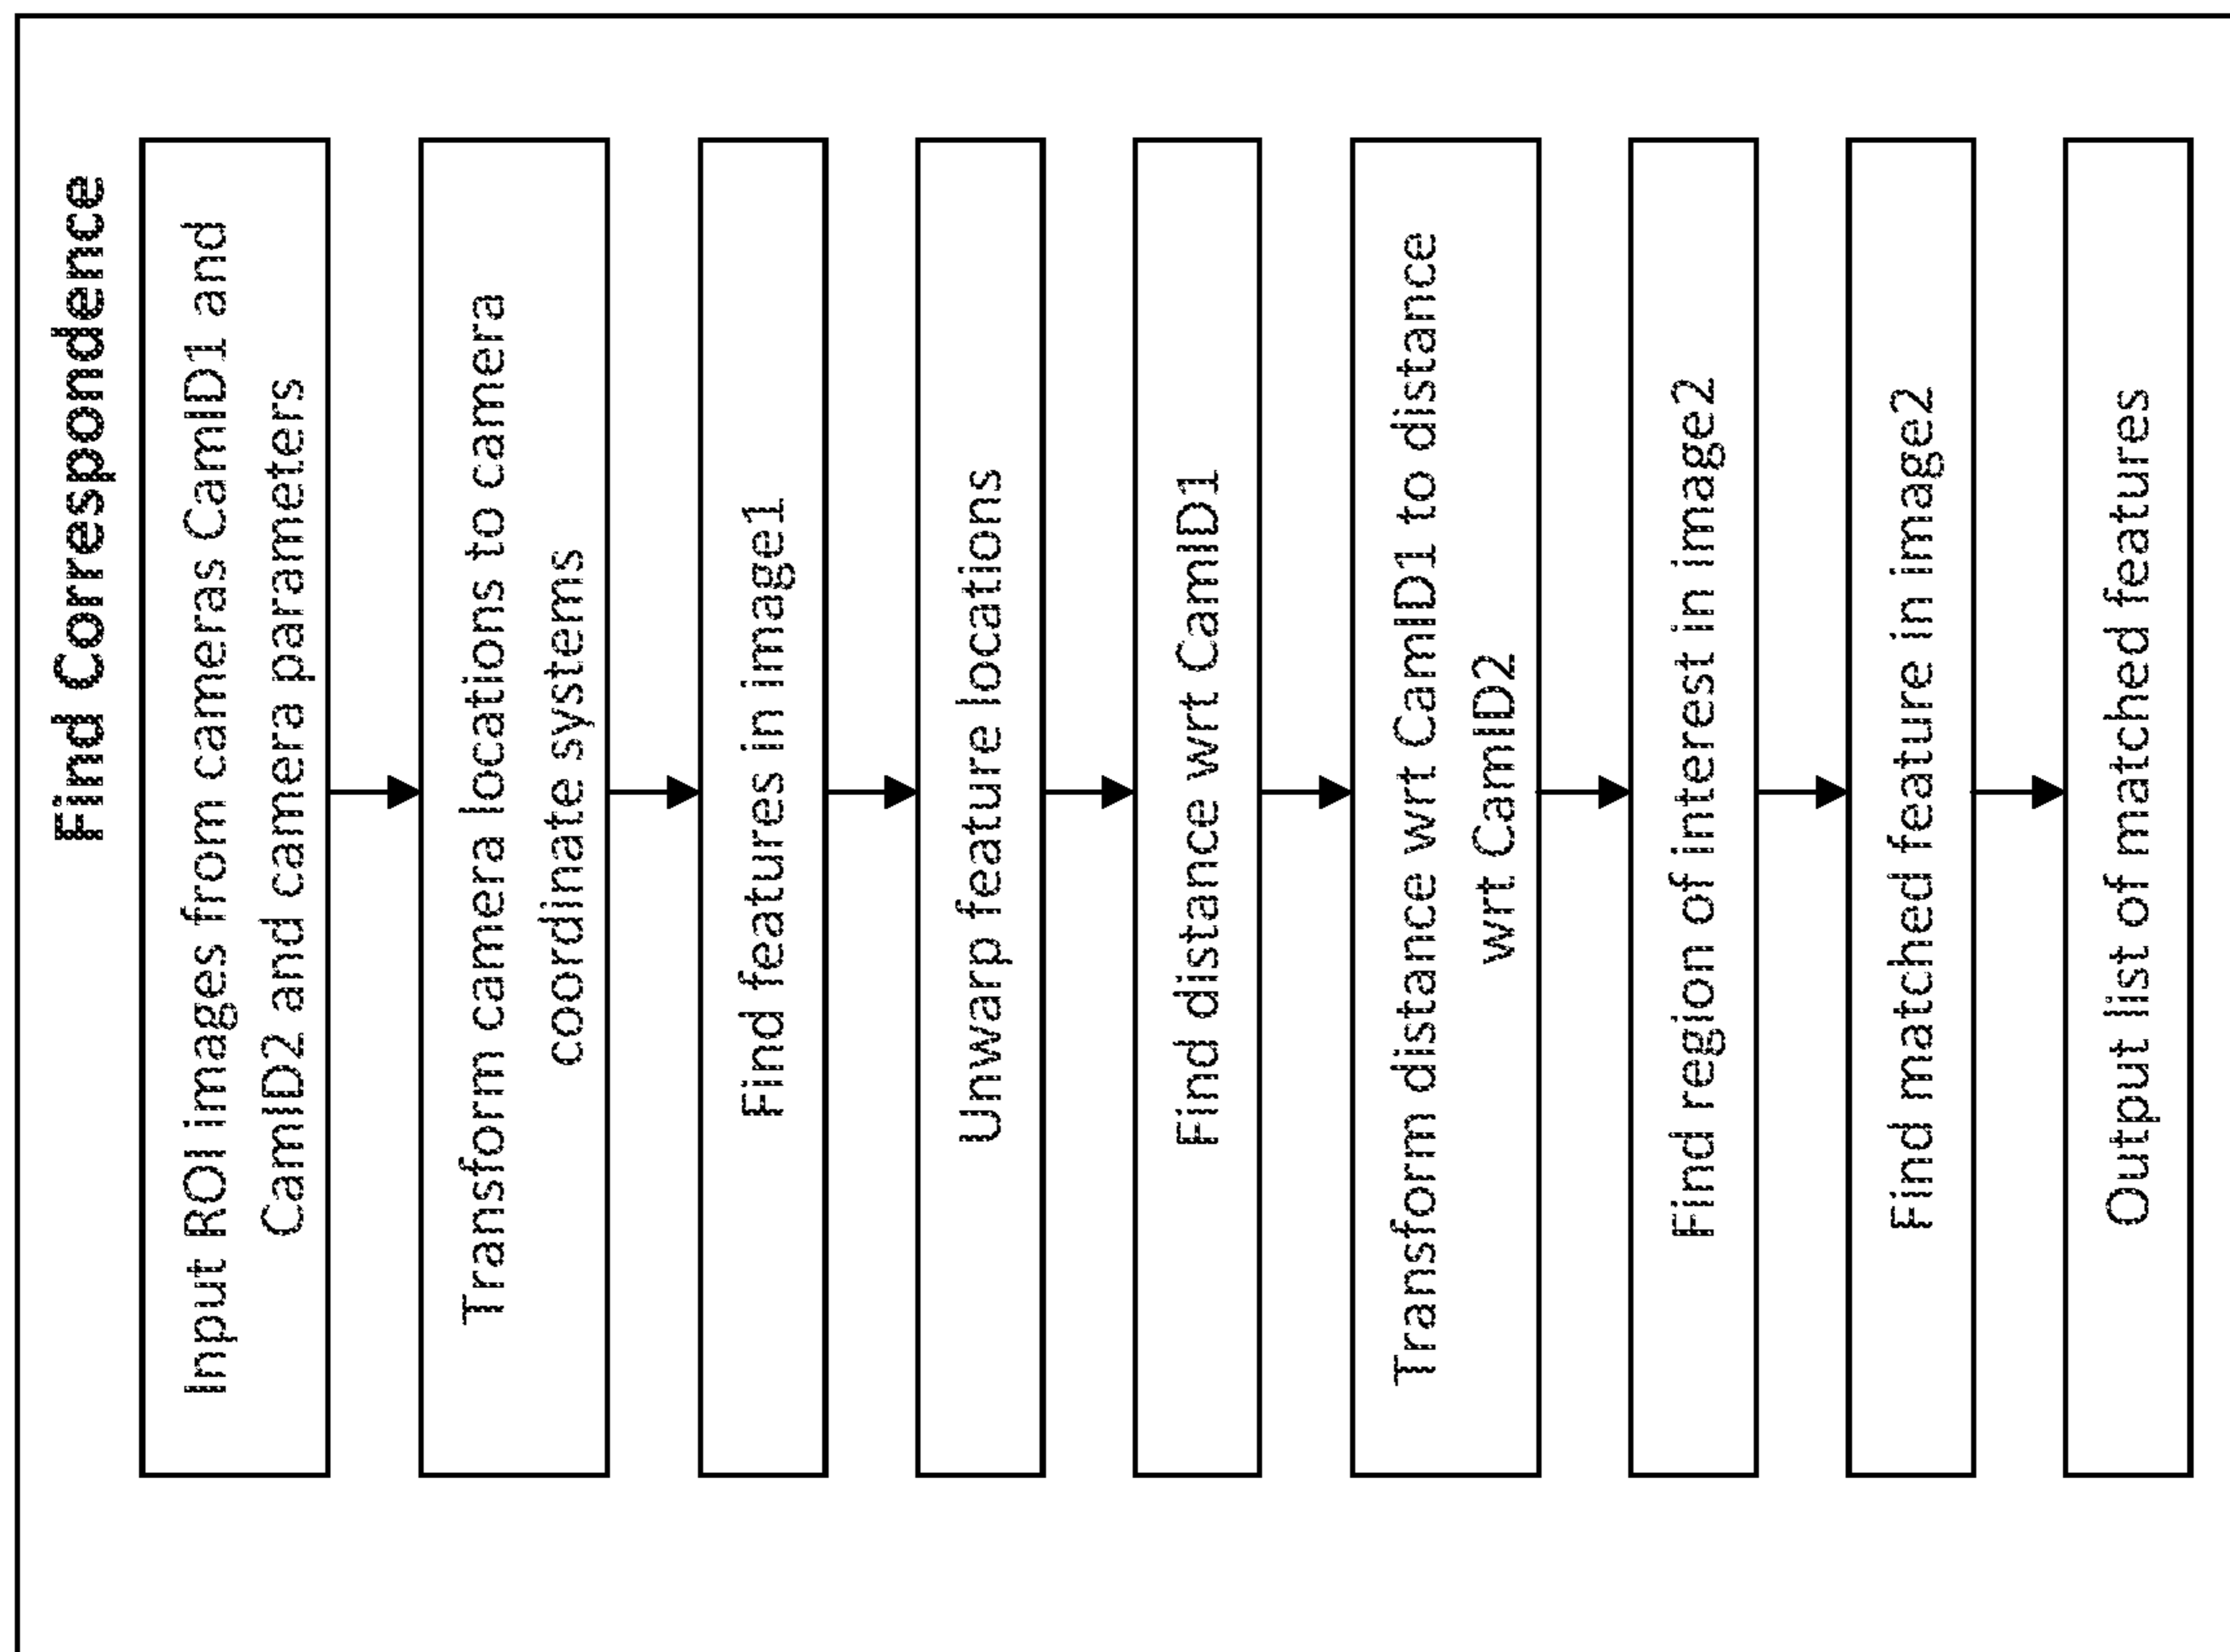 Find Correspondence
Input ROI images from cameras CamID1 and
CamID2 and camera parameters
Transform camera locations to camera
coordinate systems
Find features in image1
Unwarp feature locations
Find distance wrt CamID1
Transform distance wrt CamID1 to distance
wrt CamID2
Find region of interest in image2
Find matched feature in image2
Output list of matched features